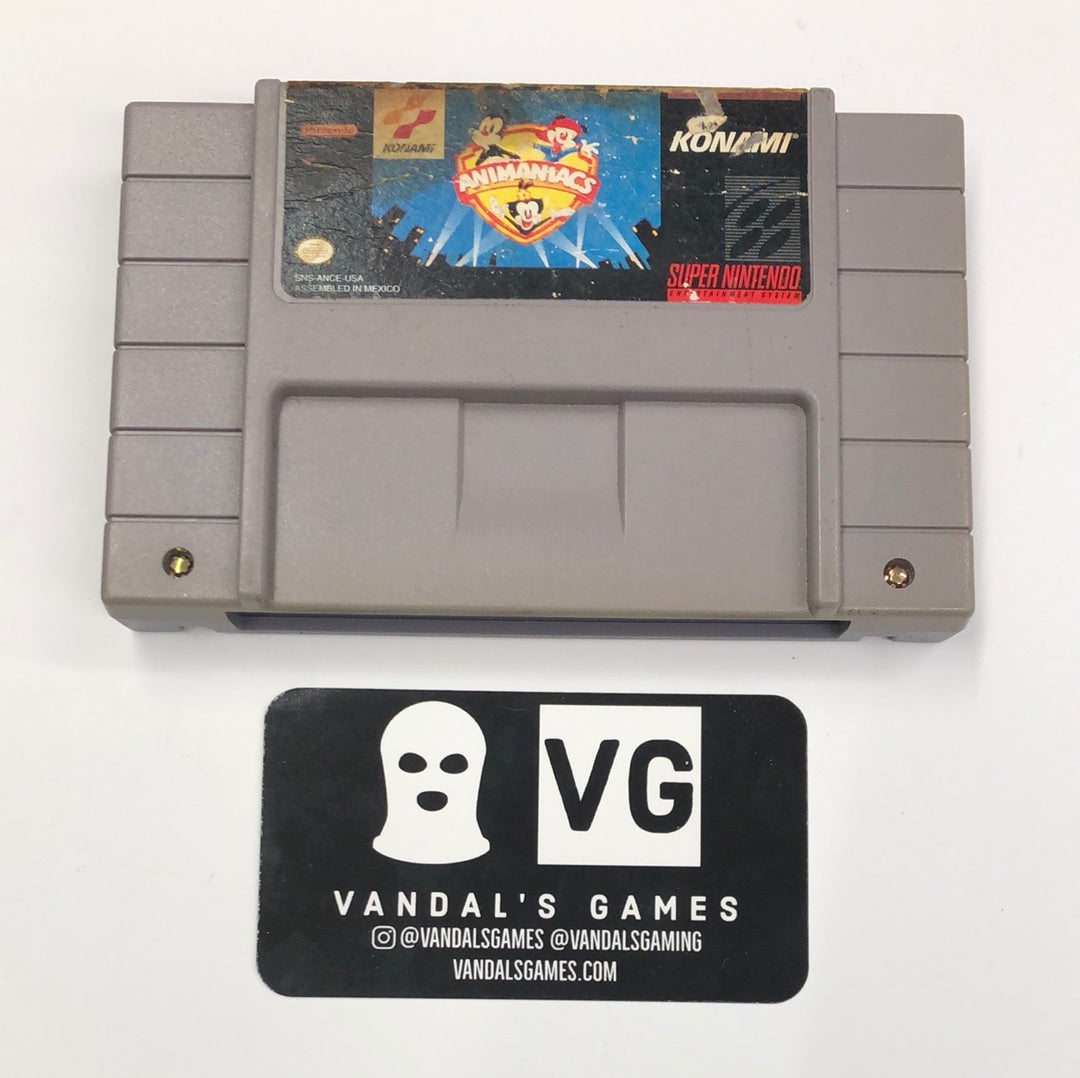 Nintendo
KONAMI
ANIMANIACS
KONAMI
SNS-ANCE-USA
ASSEMBLED IN MEXICO
SUPER NINTENDO
ENTERTAINMENT SYSTEM
VG
VANDAL'S GAMES
@VANDALSGAMES @VANDALSGAMING
VANDALSGAMES.COM